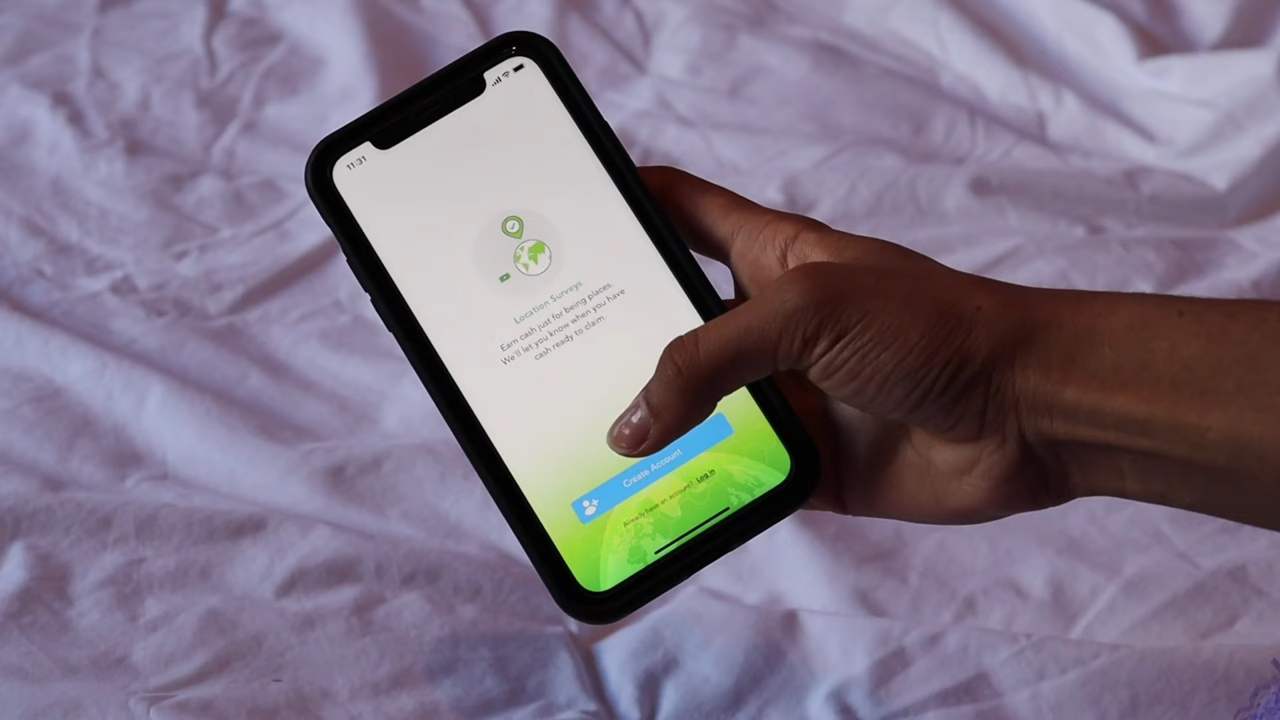 11:31
Location Surveys
Earn cash just for being places.
We'll let you know when you have
cash ready to claim.
Create Account
Already have an account? Log in